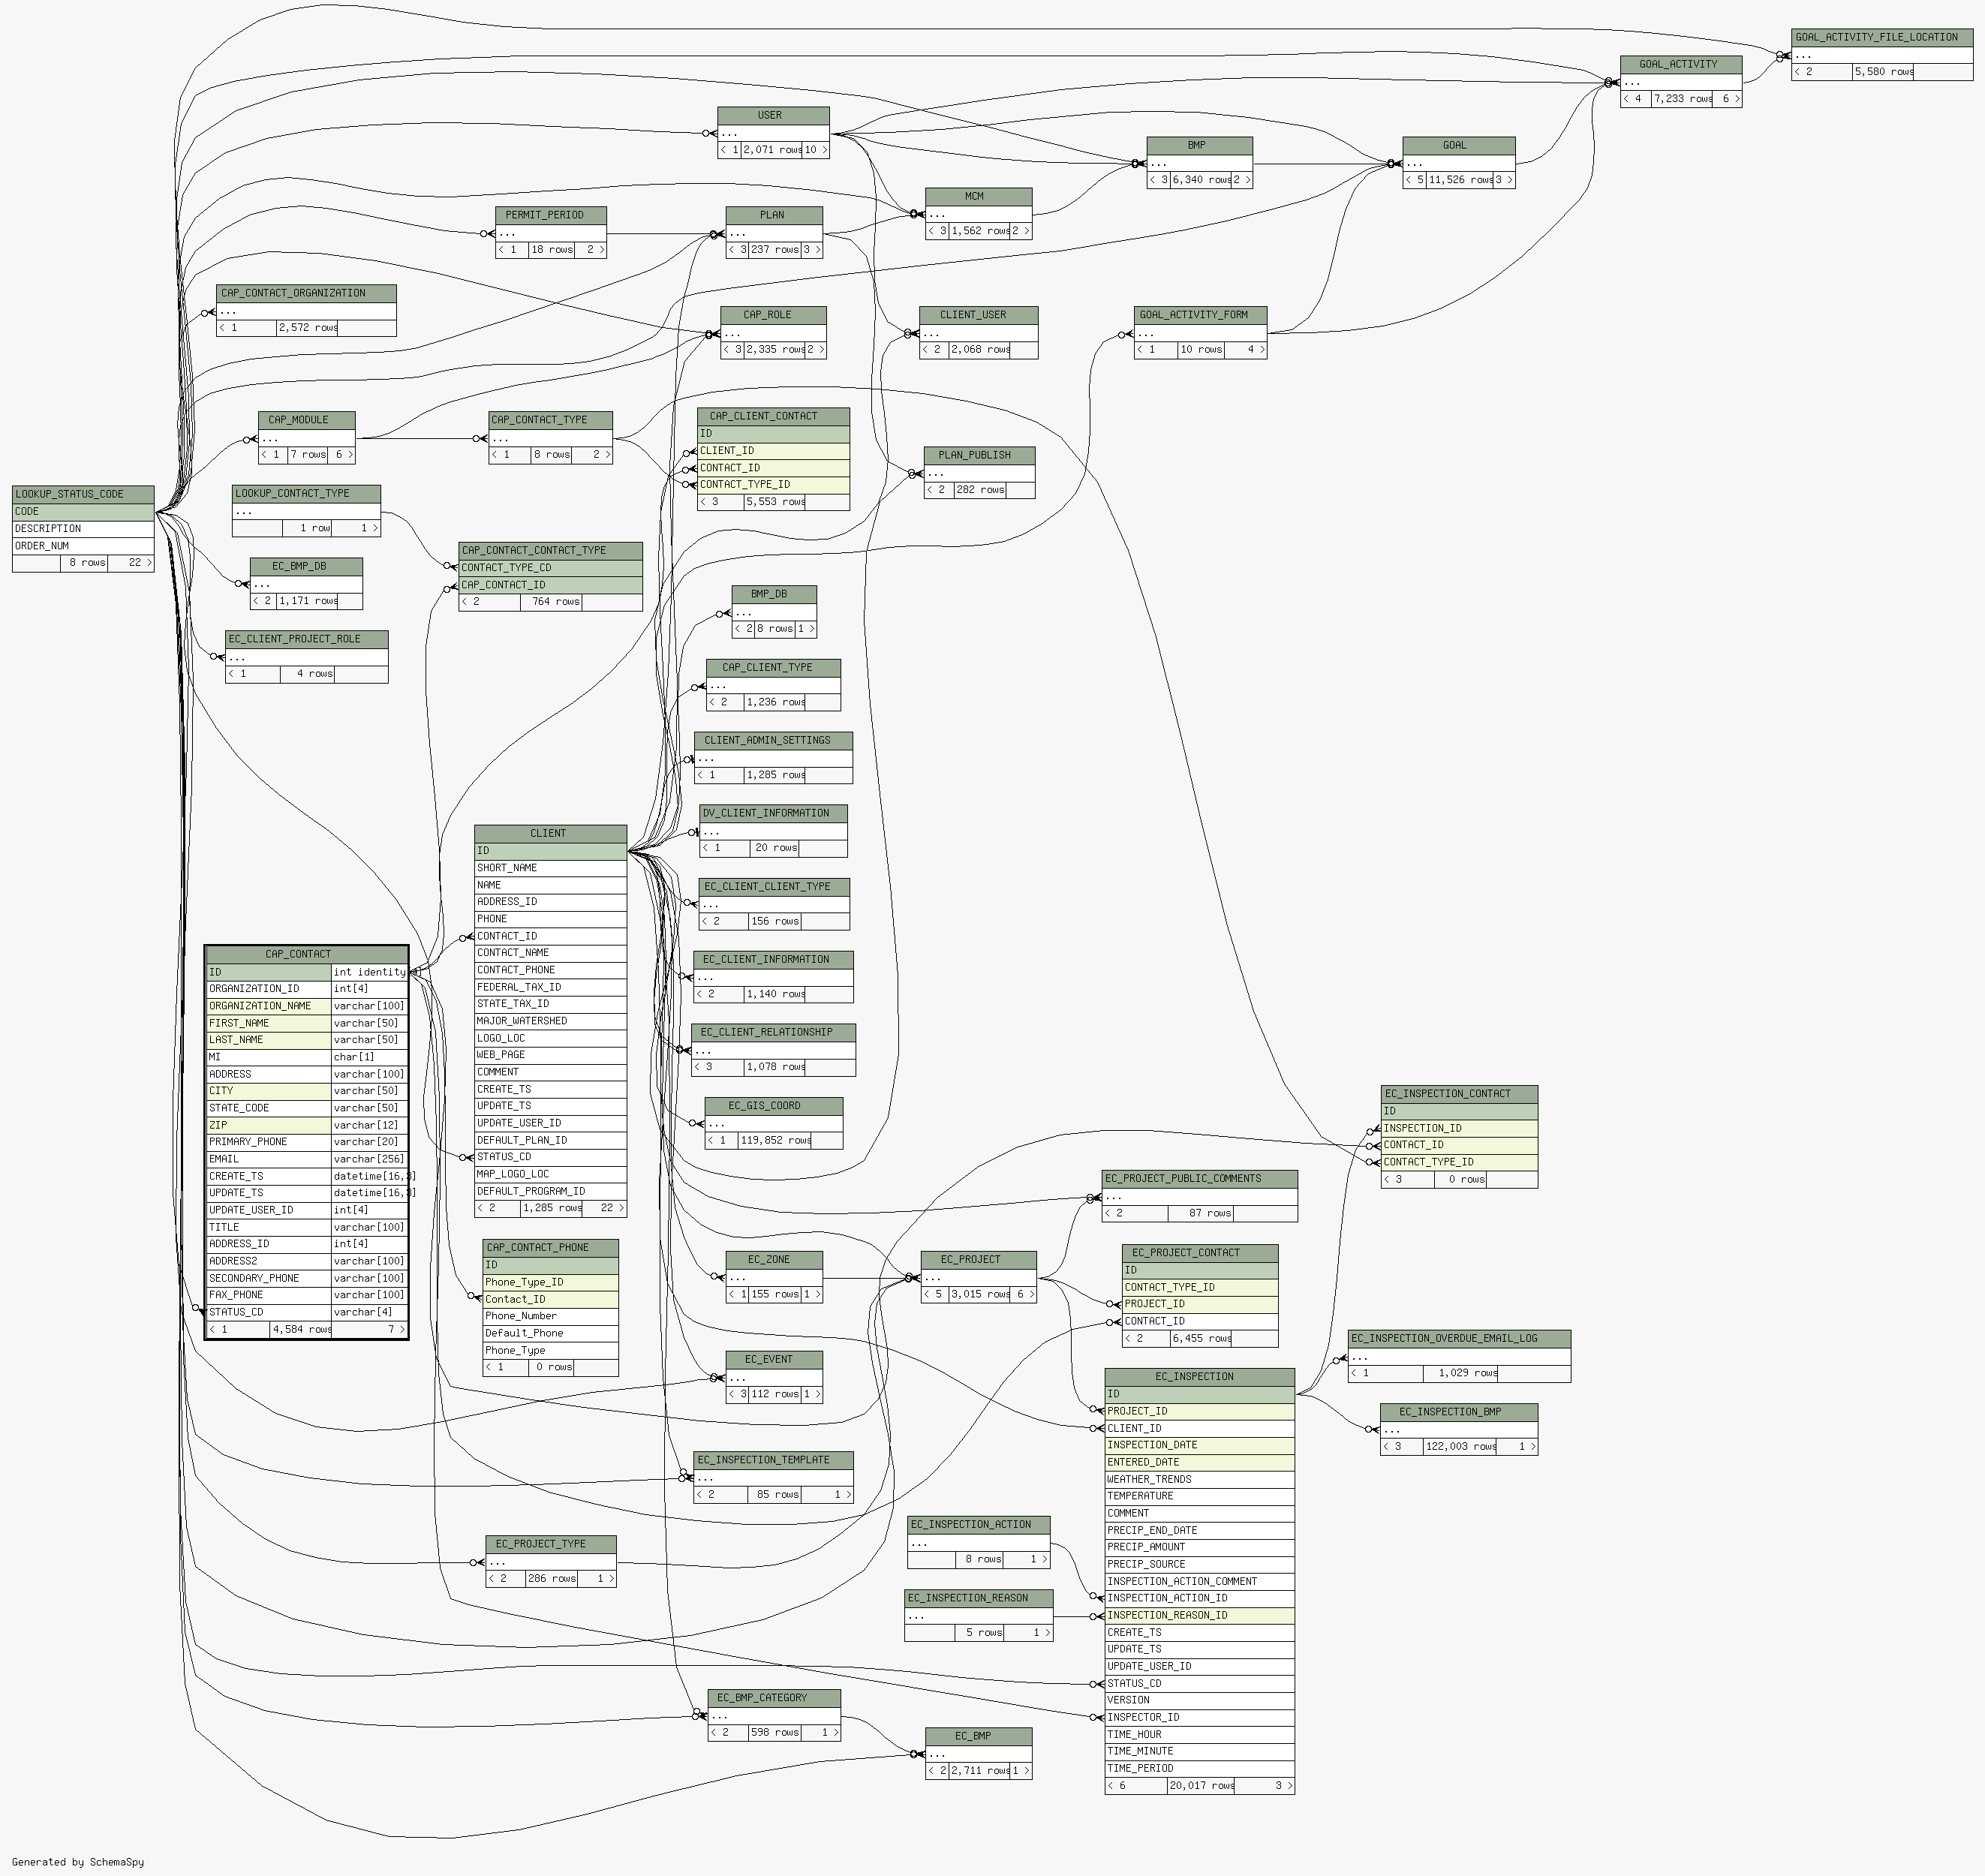 GOAL_ACTIVITY_FILE_LOCATION
...
< 2 5,580 rows
GOAL_ACTIVITY
...
< 4 7,233 rows 6 >
USER
...
< 1 2,071 rows 10 >
BMP
...
< 3 6,340 rows 2 >
GOAL
...
< 5 11,526 rows 3 >
MCM
...
< 3 1,562 rows 2 >
PERMIT_PERIOD
...
< 1 18 rows 2 >
PLAN
...
< 3 237 rows 3 >
CAP_CONTACT_ORGANIZATION
...
< 1 2,572 rows
CAP_ROLE
...
< 3 2,335 rows 2 >
CLIENT_USER
...
< 2 2,068 rows
GOAL_ACTIVITY_FORM
...
< 1 10 rows 4 >
CAP_MODULE
...
< 1 7 rows 6 >
CAP_CONTACT_TYPE
...
< 1 8 rows 2 >
CAP_CLIENT_CONTACT
ID
CLIENT_ID
CONTACT_ID
CONTACT_TYPE_ID
< 3 5,553 rows
PLAN_PUBLISH
...
< 2 282 rows
LOOKUP_STATUS_CODE
CODE
DESCRIPTION
ORDER_NUM
8 rows 22 >
LOOKUP_CONTACT_TYPE
...
1 row 1 >
EC_BMP_DB
...
< 2 1,171 rows
CAP_CONTACT_CONTACT_TYPE
CONTACT_TYPE_CD
CAP_CONTACT_ID
< 2 764 rows
EC_CLIENT_PROJECT_ROLE
...
< 1 4 rows
BMP_DB
...
< 2 8 rows 1 >
CAP_CLIENT_TYPE
...
< 2 1,236 rows
CLIENT_ADMIN_SETTINGS
...
< 1 1,285 rows
DV_CLIENT_INFORMATION
...
< 1 20 rows
EC_CLIENT_CLIENT_TYPE
...
< 2 156 rows
EC_CLIENT_INFORMATION
...
< 2 1,140 rows
EC_CLIENT_RELATIONSHIP
...
< 3 1,078 rows
EC_GIS_COORD
...
< 1 119,852 rows
CLIENT
ID
SHORT_NAME
NAME
ADDRESS_ID
PHONE
CONTACT_ID
CONTACT_NAME
CONTACT_PHONE
FEDERAL_TAX_ID
STATE_TAX_ID
MAJOR_WATERSHED
LOGO_LOC
WEB_PAGE
COMMENT
CREATE_TS
UPDATE_TS
UPDATE_USER_ID
DEFAULT_PLAN_ID
STATUS_CD
MAP_LOGO_LOC
DEFAULT_PROGRAM_ID
< 2 1,285 rows 22 >
CAP_CONTACT
ID int identity
ORGANIZATION_ID int[4]
ORGANIZATION_NAME varchar[100]
FIRST_NAME varchar[50]
LAST_NAME varchar[50]
MI char[1]
ADDRESS varchar[100]
CITY varchar[50]
STATE_CODE varchar[50]
ZIP varchar[12]
PRIMARY_PHONE varchar[20]
EMAIL varchar[256]
CREATE_TS datetime[16,3]
UPDATE_TS datetime[16,3]
UPDATE_USER_ID int[4]
TITLE varchar[100]
ADDRESS_ID int[4]
ADDRESS2 varchar[100]
SECONDARY_PHONE varchar[100]
FAX_PHONE varchar[100]
STATUS_CD varchar[4]
< 1 4,584 rows 7 >
CAP_CONTACT_PHONE
ID
Phone_Type_ID
Contact_ID
Phone_Number
Default_Phone
Phone_Type
< 1 0 rows
EC_INSPECTION_CONTACT
ID
INSPECTION_ID
CONTACT_ID
CONTACT_TYPE_ID
< 3 0 rows
EC_PROJECT_PUBLIC_COMMENTS
...
< 2 87 rows
EC_ZONE
...
< 1 155 rows 1 >
EC_PROJECT
...
< 5 3,015 rows 6 >
EC_PROJECT_CONTACT
ID
CONTACT_TYPE_ID
PROJECT_ID
CONTACT_ID
< 2 6,455 rows
EC_EVENT
...
< 3 112 rows 1 >
EC_INSPECTION_OVERDUE_EMAIL_LOG
...
< 1 1,029 rows
EC_INSPECTION_BMP
...
< 3 122,003 rows 1 >
EC_INSPECTION
ID
PROJECT_ID
CLIENT_ID
INSPECTION_DATE
ENTERED_DATE
WEATHER_TRENDS
TEMPERATURE
COMMENT
PRECIP_END_DATE
PRECIP_AMOUNT
PRECIP_SOURCE
INSPECTION_ACTION_COMMENT
INSPECTION_ACTION_ID
INSPECTION_REASON_ID
CREATE_TS
UPDATE_TS
UPDATE_USER_ID
STATUS_CD
VERSION
INSPECTOR_ID
TIME_HOUR
TIME_MINUTE
TIME_PERIOD
< 6 20,017 rows 3 >
EC_INSPECTION_TEMPLATE
...
< 2 85 rows 1 >
EC_PROJECT_TYPE
...
< 2 286 rows 1 >
EC_INSPECTION_ACTION
...
8 rows 1 >
EC_INSPECTION_REASON
...
5 rows 1 >
EC_BMP_CATEGORY
...
< 2 598 rows 1 >
EC_BMP
...
< 2 2,711 rows 1 >
Generated by SchemaSpy